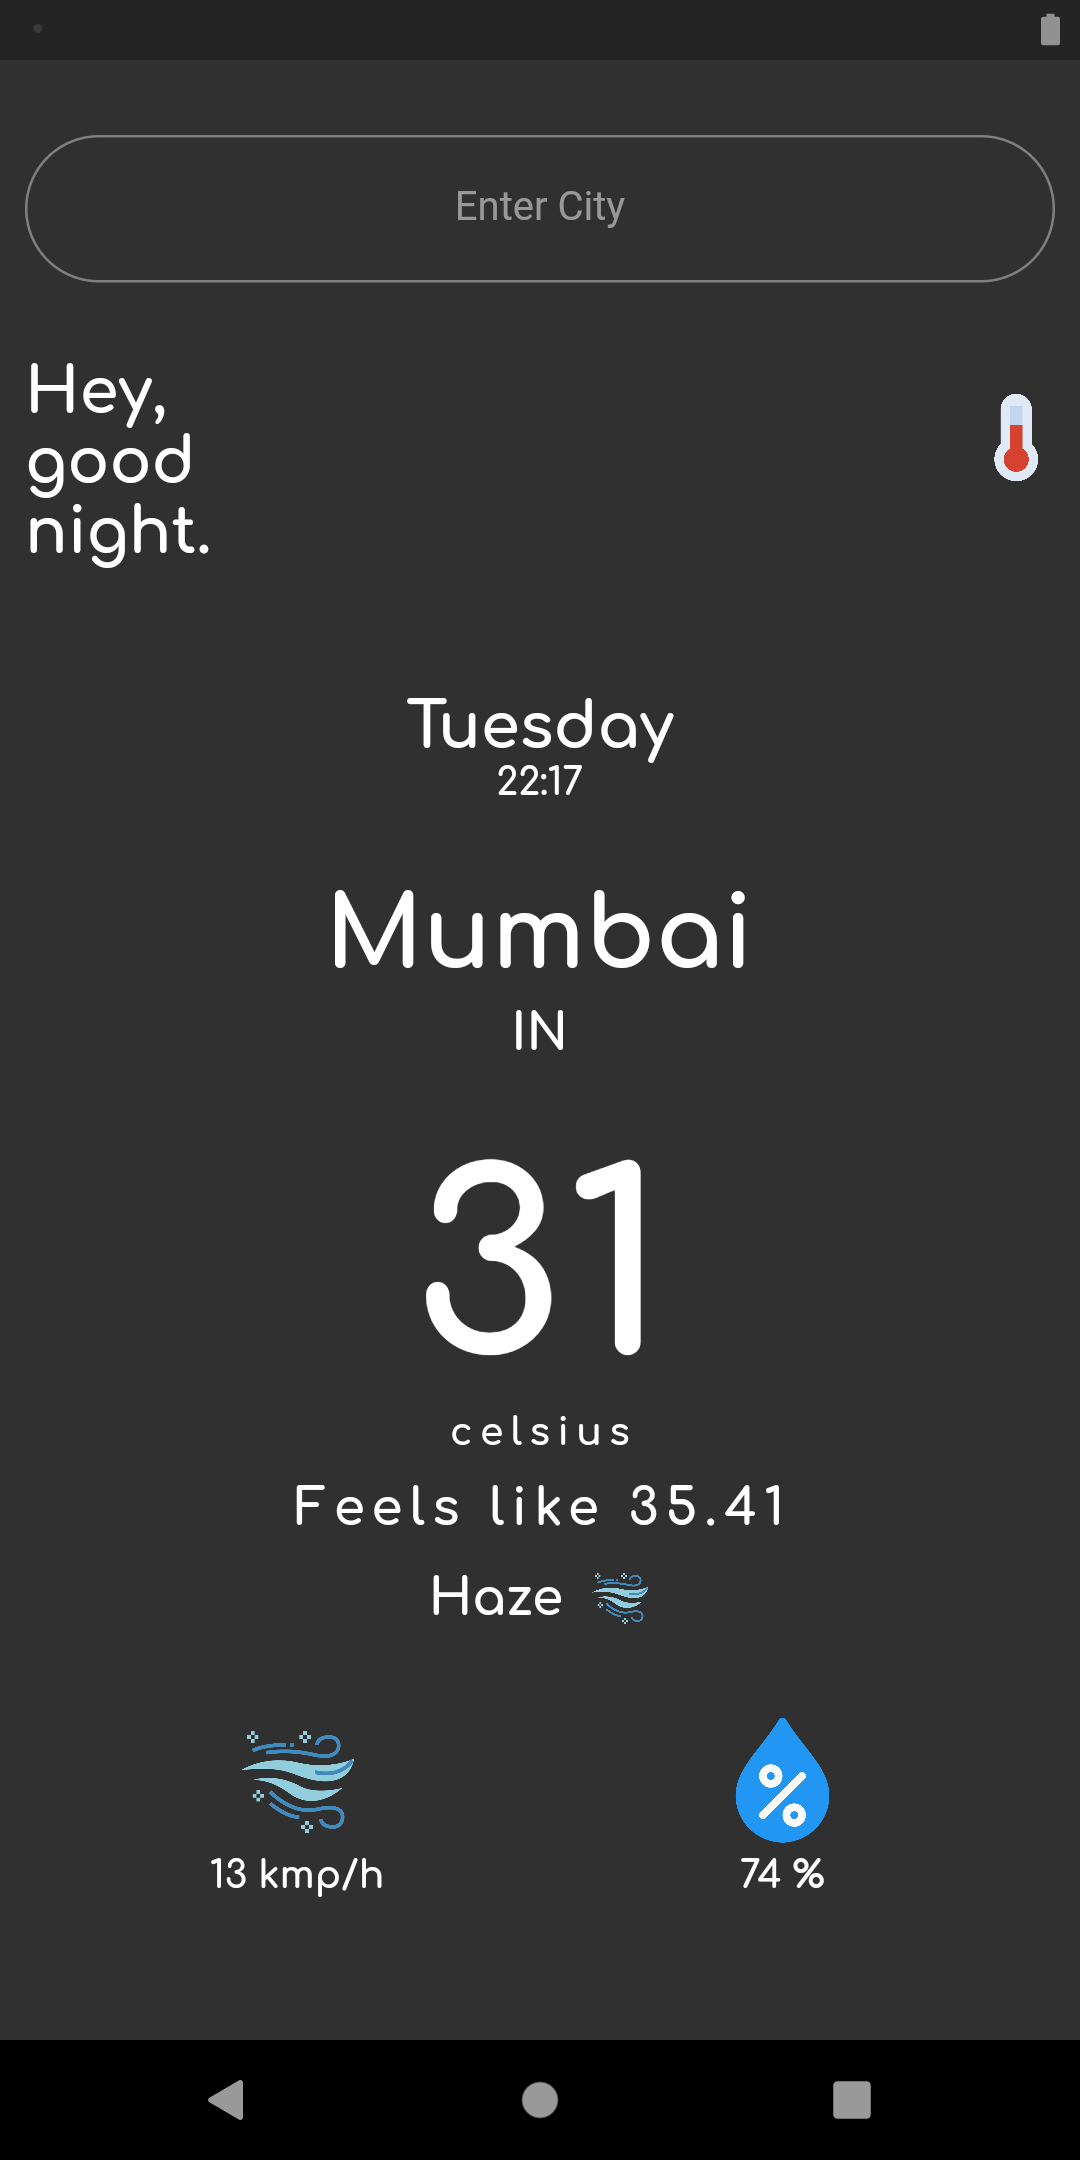 Enter City
Hey,
good
night.
Tuesday
22:17
Mumbai
IN
31
celsius
Feels like 35.41
Haze
13 kmp/h
74 %